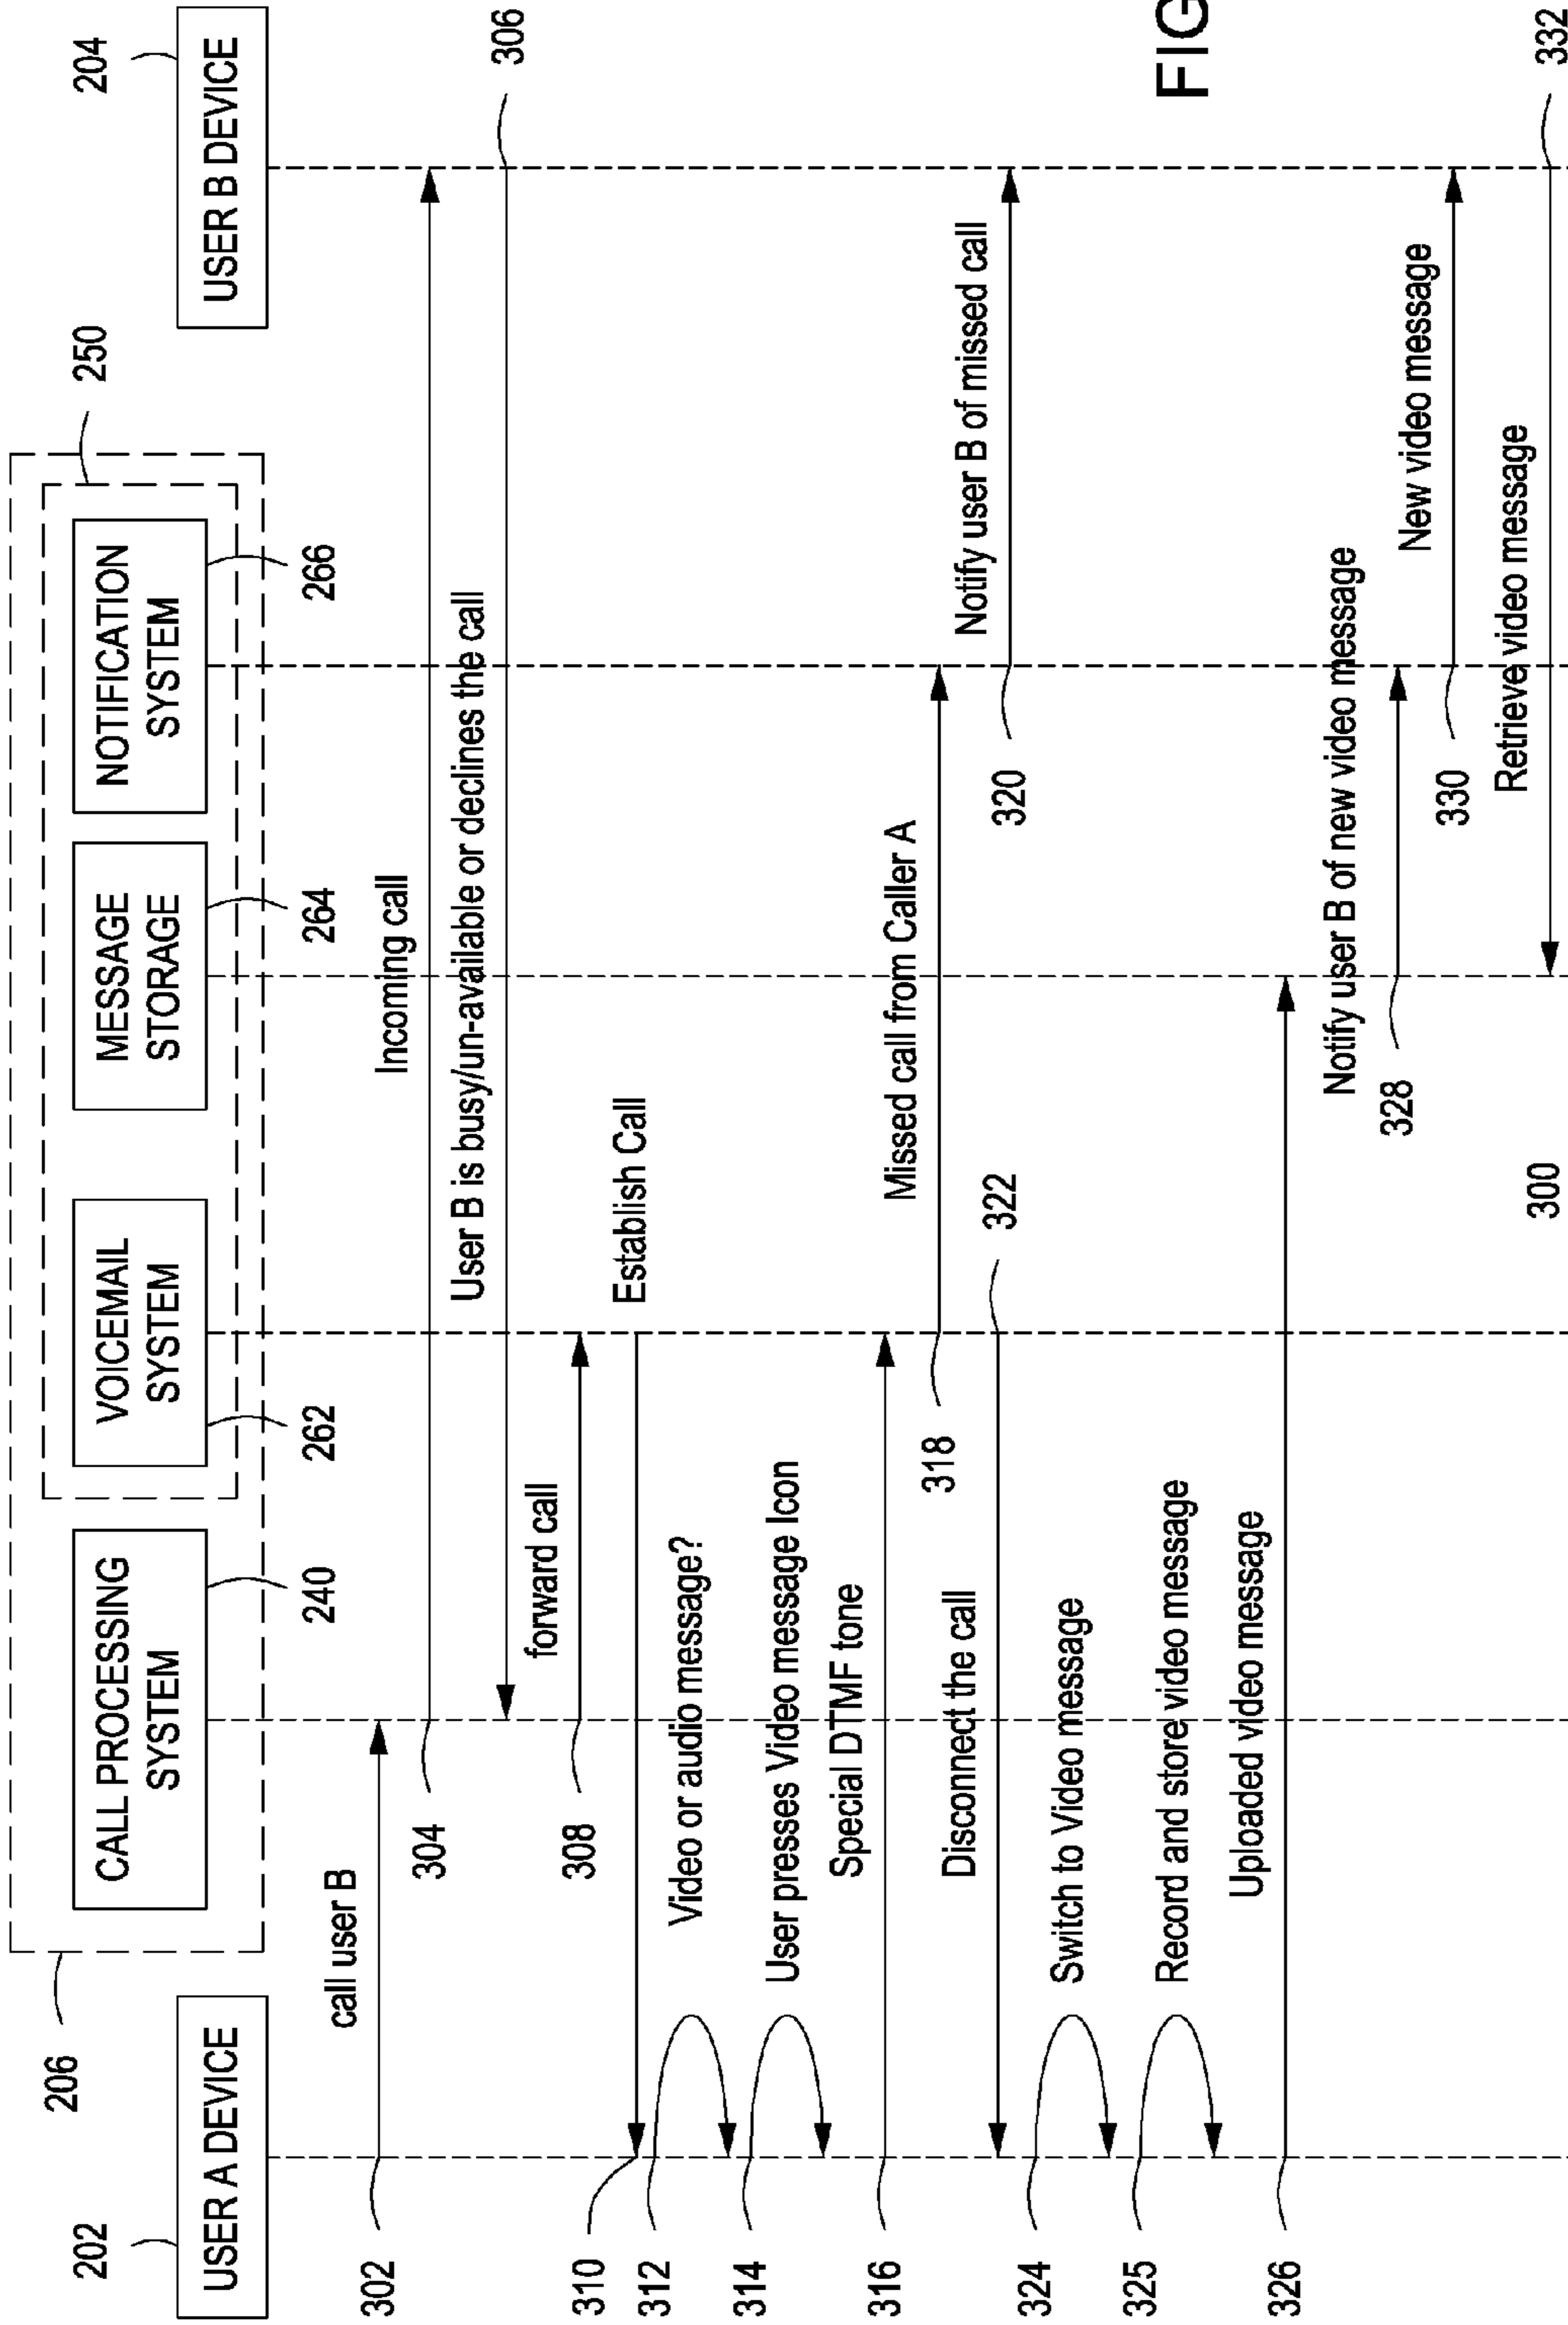 206
250
202
USER A DEVICE
CALL PROCESSING
SYSTEM
240
VOICEMAIL
SYSTEM
262
MESSAGE
STORAGE
264
NOTIFICATION
SYSTEM
266
204
USER B DEVICE
302
call user B
304
Incoming call
User B is busy/un-available or declines the call
306
308
forward call
310
Establish Call
312
Video or audio message?
314
User presses Video message Icon
316
Special DTMF tone
318
Missed call from Caller A
320
Notify user B of missed call
Disconnect the call
322
324
Switch to Video message
325
Record and store video message
326
Uploaded video message
328
Notify user B of new video message
330
New video message
Retrieve video message
332
300
FIG